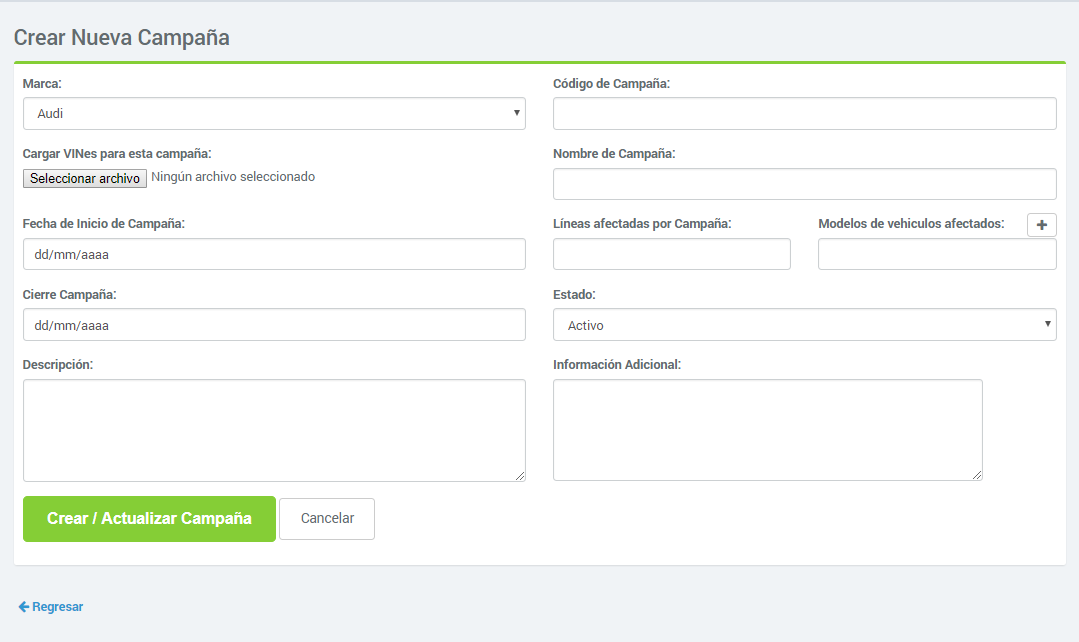 Crear Nueva Campaña
Marca:
Audi
Código de Campaña:
Cargar VINes para esta campaña:
Seleccionar archivo Ningún archivo seleccionado
Nombre de Campaña:
Fecha de Inicio de Campaña:
dd/mm/aaaa
Líneas afectadas por Campaña:
Modelos de vehiculos afectados:
Cierre Campaña:
dd/mm/aaaa
Estado:
Activo
Descripción:
Información Adicional:
Crear / Actualizar Campaña
Cancelar
Regresar